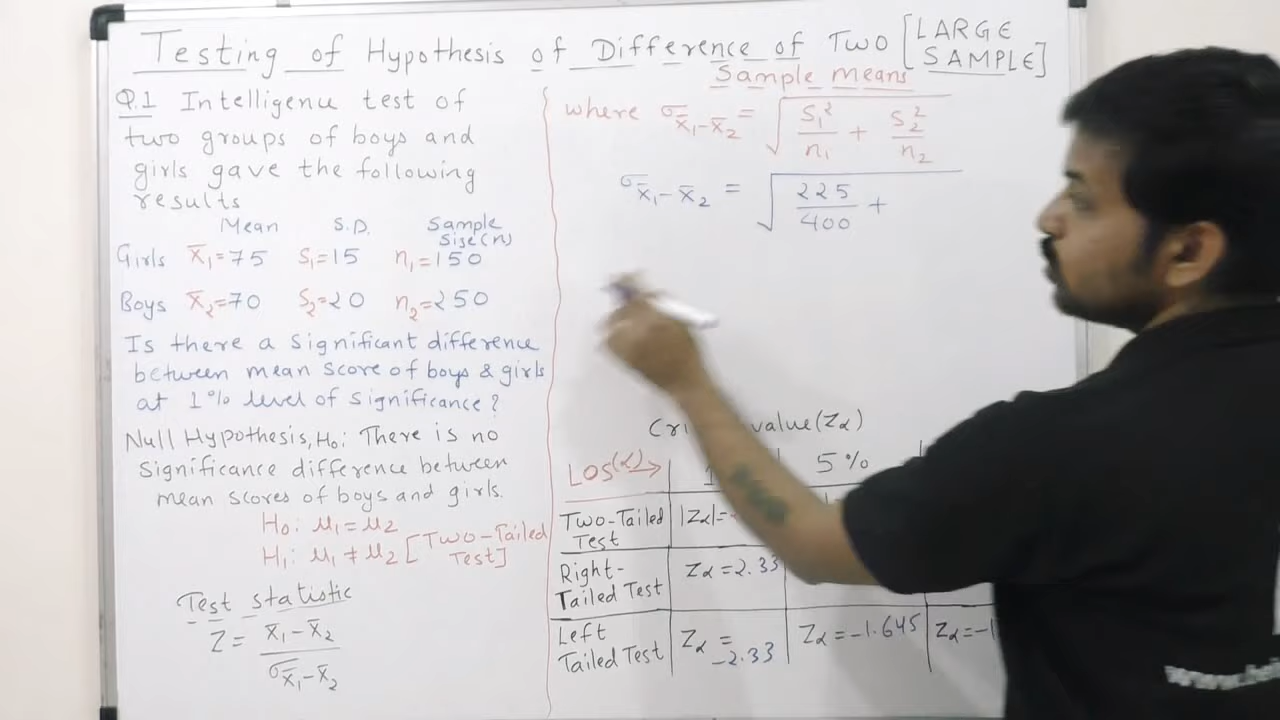 Testing of Hypothesis of Difference of Two [LARGE SAMPLE]
Sample means
Q.1 Intelligenu test of
two groups of boys and
girls gave the following
results
Mean S.D. Sample Size(n)
Girls x̄₁=75 S₁=15 n₁=150
Boys x̄₂=70 S₂=20 n₂=250
Is there a significant difference
between mean score of boys & girls
at 1% level of significance?
Null Hypothesis, H₀: There is no
significance difference between
mean scores of boys and girls.
H₀: μ₁=μ₂
H₁: μ₁≠μ₂ [Two-Tailed Test]
Test statistic
Z = (x̄₁-x̄₂)/(σx̄₁-x̄₂)
where σx̄₁-x̄₂ = √(S₁²/n₁ + S₂²/n₂)
σx̄₁-x̄₂ = √(225/400 +
value(Zα)
LOS(α)→ 5%
Two-Tailed Test |Zα|=
Right-Tailed Test Zα=2.33
Left Tailed Test Zα = -2.33 Zα=-1.645 Zα=-1